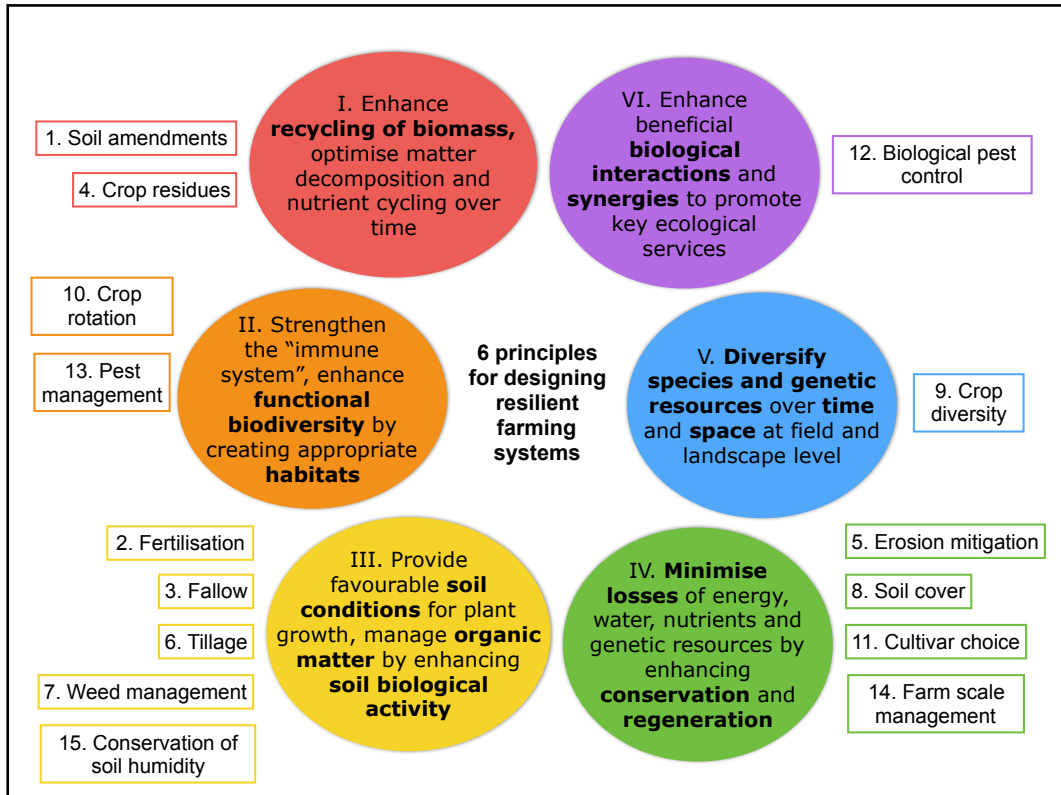 1. Soil amendments
4. Crop residues
I. Enhance
recycling of biomass,
optimise matter
decomposition and
nutrient cycling over
time
VI. Enhance
beneficial
biological
interactions and
synergies to promote
key ecological
services
12. Biological pest
control
10. Crop
rotation
13. Pest
management
II. Strengthen
the “immune
system”, enhance
functional
biodiversity by
creating appropriate
habitats
6 principles
for designing
resilient
farming
systems
V. Diversify
species and genetic
resources over time
and space at field and
landscape level
9. Crop
diversity
2. Fertilisation
3. Fallow
6. Tillage
7. Weed management
15. Conservation of
soil humidity
III. Provide
favourable soil
conditions for plant
growth, manage organic
matter by enhancing
soil biological
activity
IV. Minimise
losses of energy,
water, nutrients and
genetic resources by
enhancing
conservation and
regeneration
5. Erosion mitigation
8. Soil cover
11. Cultivar choice
14. Farm scale
management